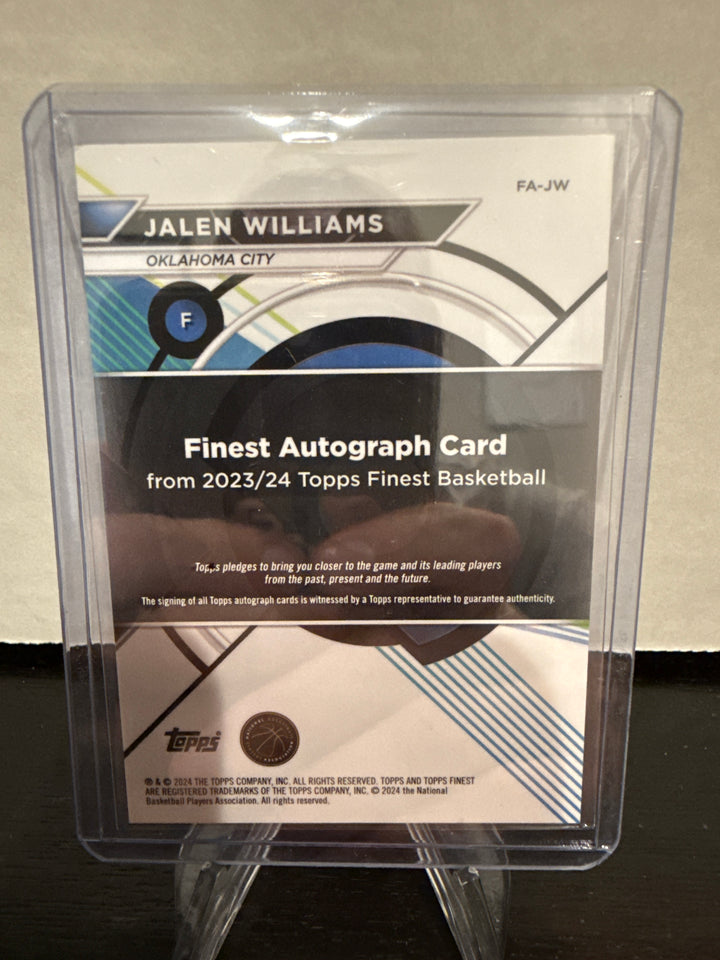 FA-JW
JALEN WILLIAMS
OKLAHOMA CITY
F
Finest Autograph Card
from 2023/24 Topps Finest Basketball
Topps pledges to bring you closer to the game and its leading players
from the past, present and the future.
The signing of all Topps autograph cards is witnessed by a Topps representative to guarantee authenticity.
topps
® & © 2024 THE TOPPS COMPANY, INC. ALL RIGHTS RESERVED. TOPPS AND TOPPS FINEST
ARE REGISTERED TRADEMARKS OF THE TOPPS COMPANY, INC. © 2024 the National
Basketball Players Association. All rights reserved.